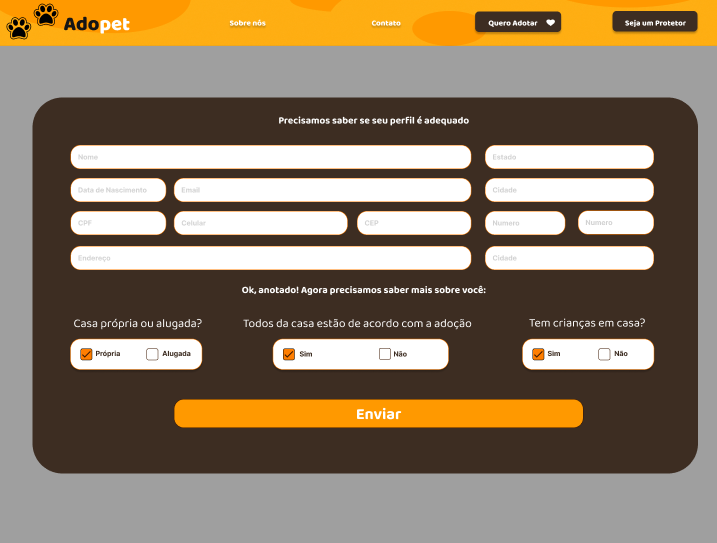 Adopet
Sobre nós
Contato
Quero Adotar
Seja um Protetor
Precisamos saber se seu perfil é adequado
Nome
Estado
Data de Nascimento
Email
Cidade
CPF
Celular
CEP
Numero
Numero
Endereço
Cidade
Ok, anotado! Agora precisamos saber mais sobre você:
Casa própria ou alugada?
Todos da casa estão de acordo com a adoção
Tem crianças em casa?
Própria
Alugada
Sim
Não
Sim
Não
Enviar